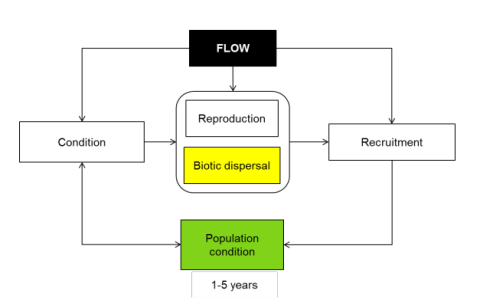 FLOW
Reproduction
Condition
Recruitment
Biotic dispersal
Population
condition
1-5 years